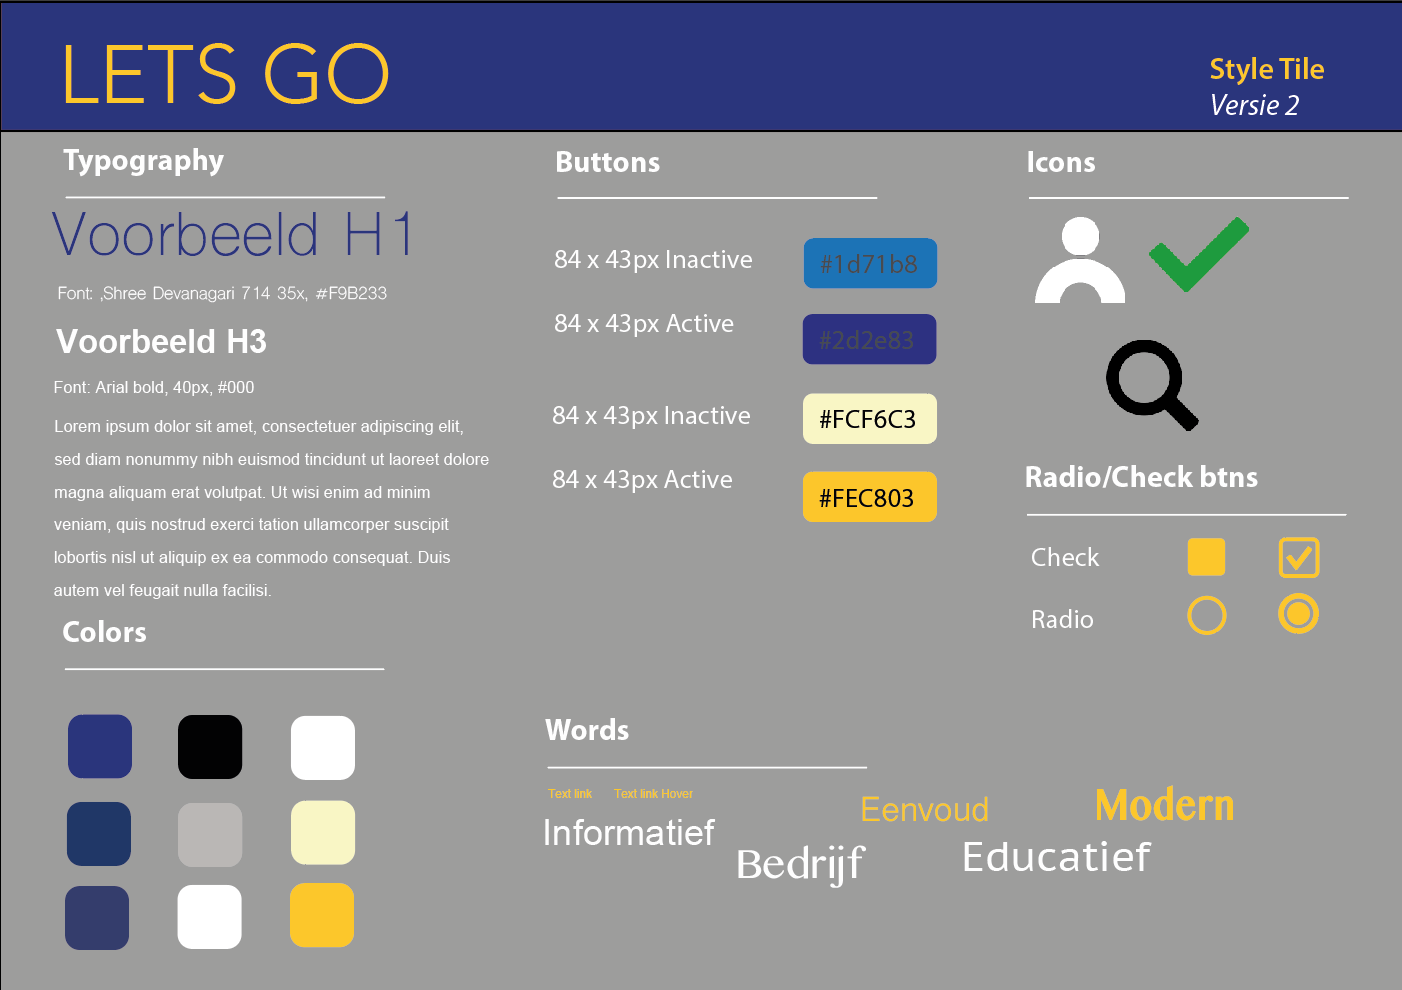 LETS GO
Style Tile
Versie 2
Typography
Voorbeeld H1
Font: ,Shree Devanagari 714 35x, #F9B233
Voorbeeld H3
Font: Arial bold, 40px, #000
Lorem ipsum dolor sit amet, consectetuer adipiscing elit,
sed diam nonummy nibh euismod tincidunt ut laoreet dolore
magna aliquam erat volutpat. Ut wisi enim ad minim
veniam, quis nostrud exerci tation ullamcorper suscipit
lobortis nisl ut aliquip ex ea commodo consequat. Duis
autem vel feugait nulla facilisi.
Colors
Buttons
84 x 43px Inactive
#1d71b8
84 x 43px Active
#2d2e83
84 x 43px Inactive
#FCF6C3
84 x 43px Active
#FEC803
Icons
Radio/Check btns
Check
Radio
Words
Text link
Text link Hover
Informatief
Bedrijf
Eenvoud
Educatief
Modern